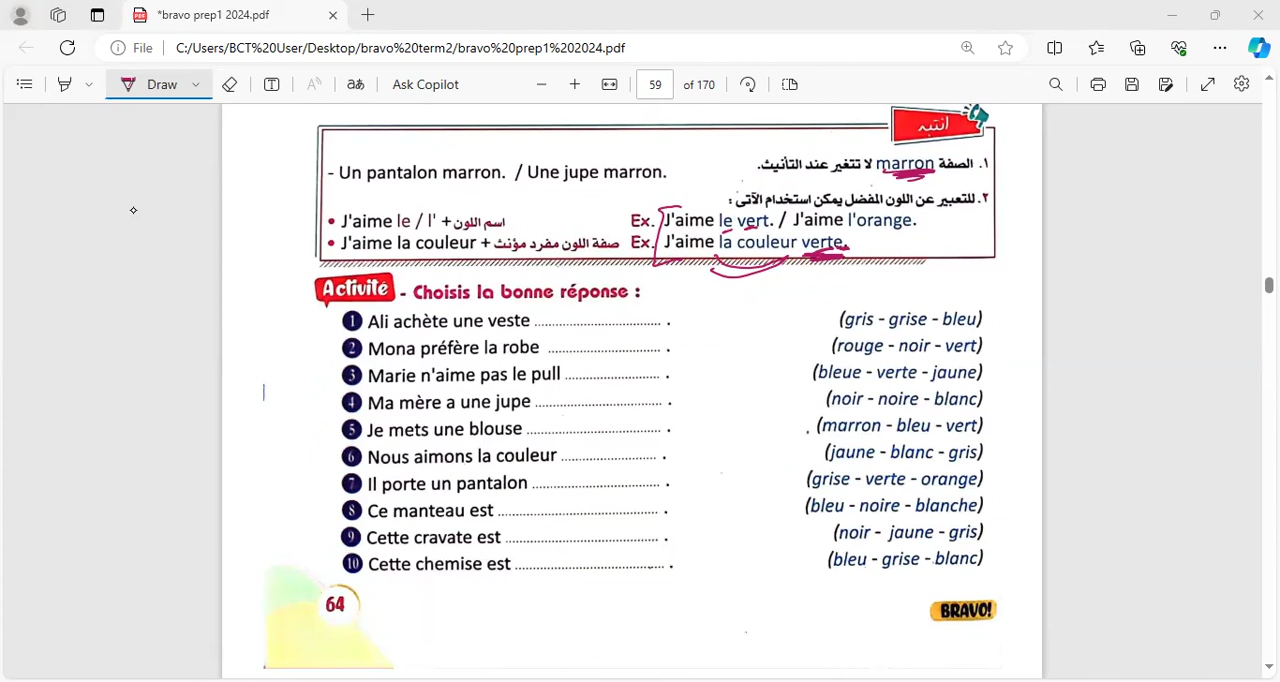 *bravo prep1 2024.pdf
File C:/Users/BCT%20User/Desktop/bravo%20term2/bravo%20prep1%202024.pdf
Draw aあ Ask Copilot 59 of 170
انتبه
١. الصفة marron لا تتغير عند التأنيث.
- Un pantalon marron. / Une jupe marron.
٢. للتعبير عن اللون المفضل يمكن استخدام الآتى :
• J'aime le / l' + اسم اللون Ex. J'aime le vert. / J'aime l'orange.
• J'aime la couleur + صفة اللون مفرد مؤنث Ex. J'aime la couleur verte.
Activité - Choisis la bonne réponse :
1 Ali achète une veste .............................. . (gris - grise - bleu)
2 Mona préfère la robe .............................. . (rouge - noir - vert)
3 Marie n'aime pas le pull .............................. . (bleue - verte - jaune)
4 Ma mère a une jupe .............................. . (noir - noire - blanc)
5 Je mets une blouse .............................. . (marron - bleu - vert)
6 Nous aimons la couleur .............................. . (jaune - blanc - gris)
7 Il porte un pantalon .............................. . (grise - verte - orange)
8 Ce manteau est .............................. . (bleu - noire - blanche)
9 Cette cravate est .............................. . (noir - jaune - gris)
10 Cette chemise est .............................. . (bleu - grise - blanc)
64
BRAVO!